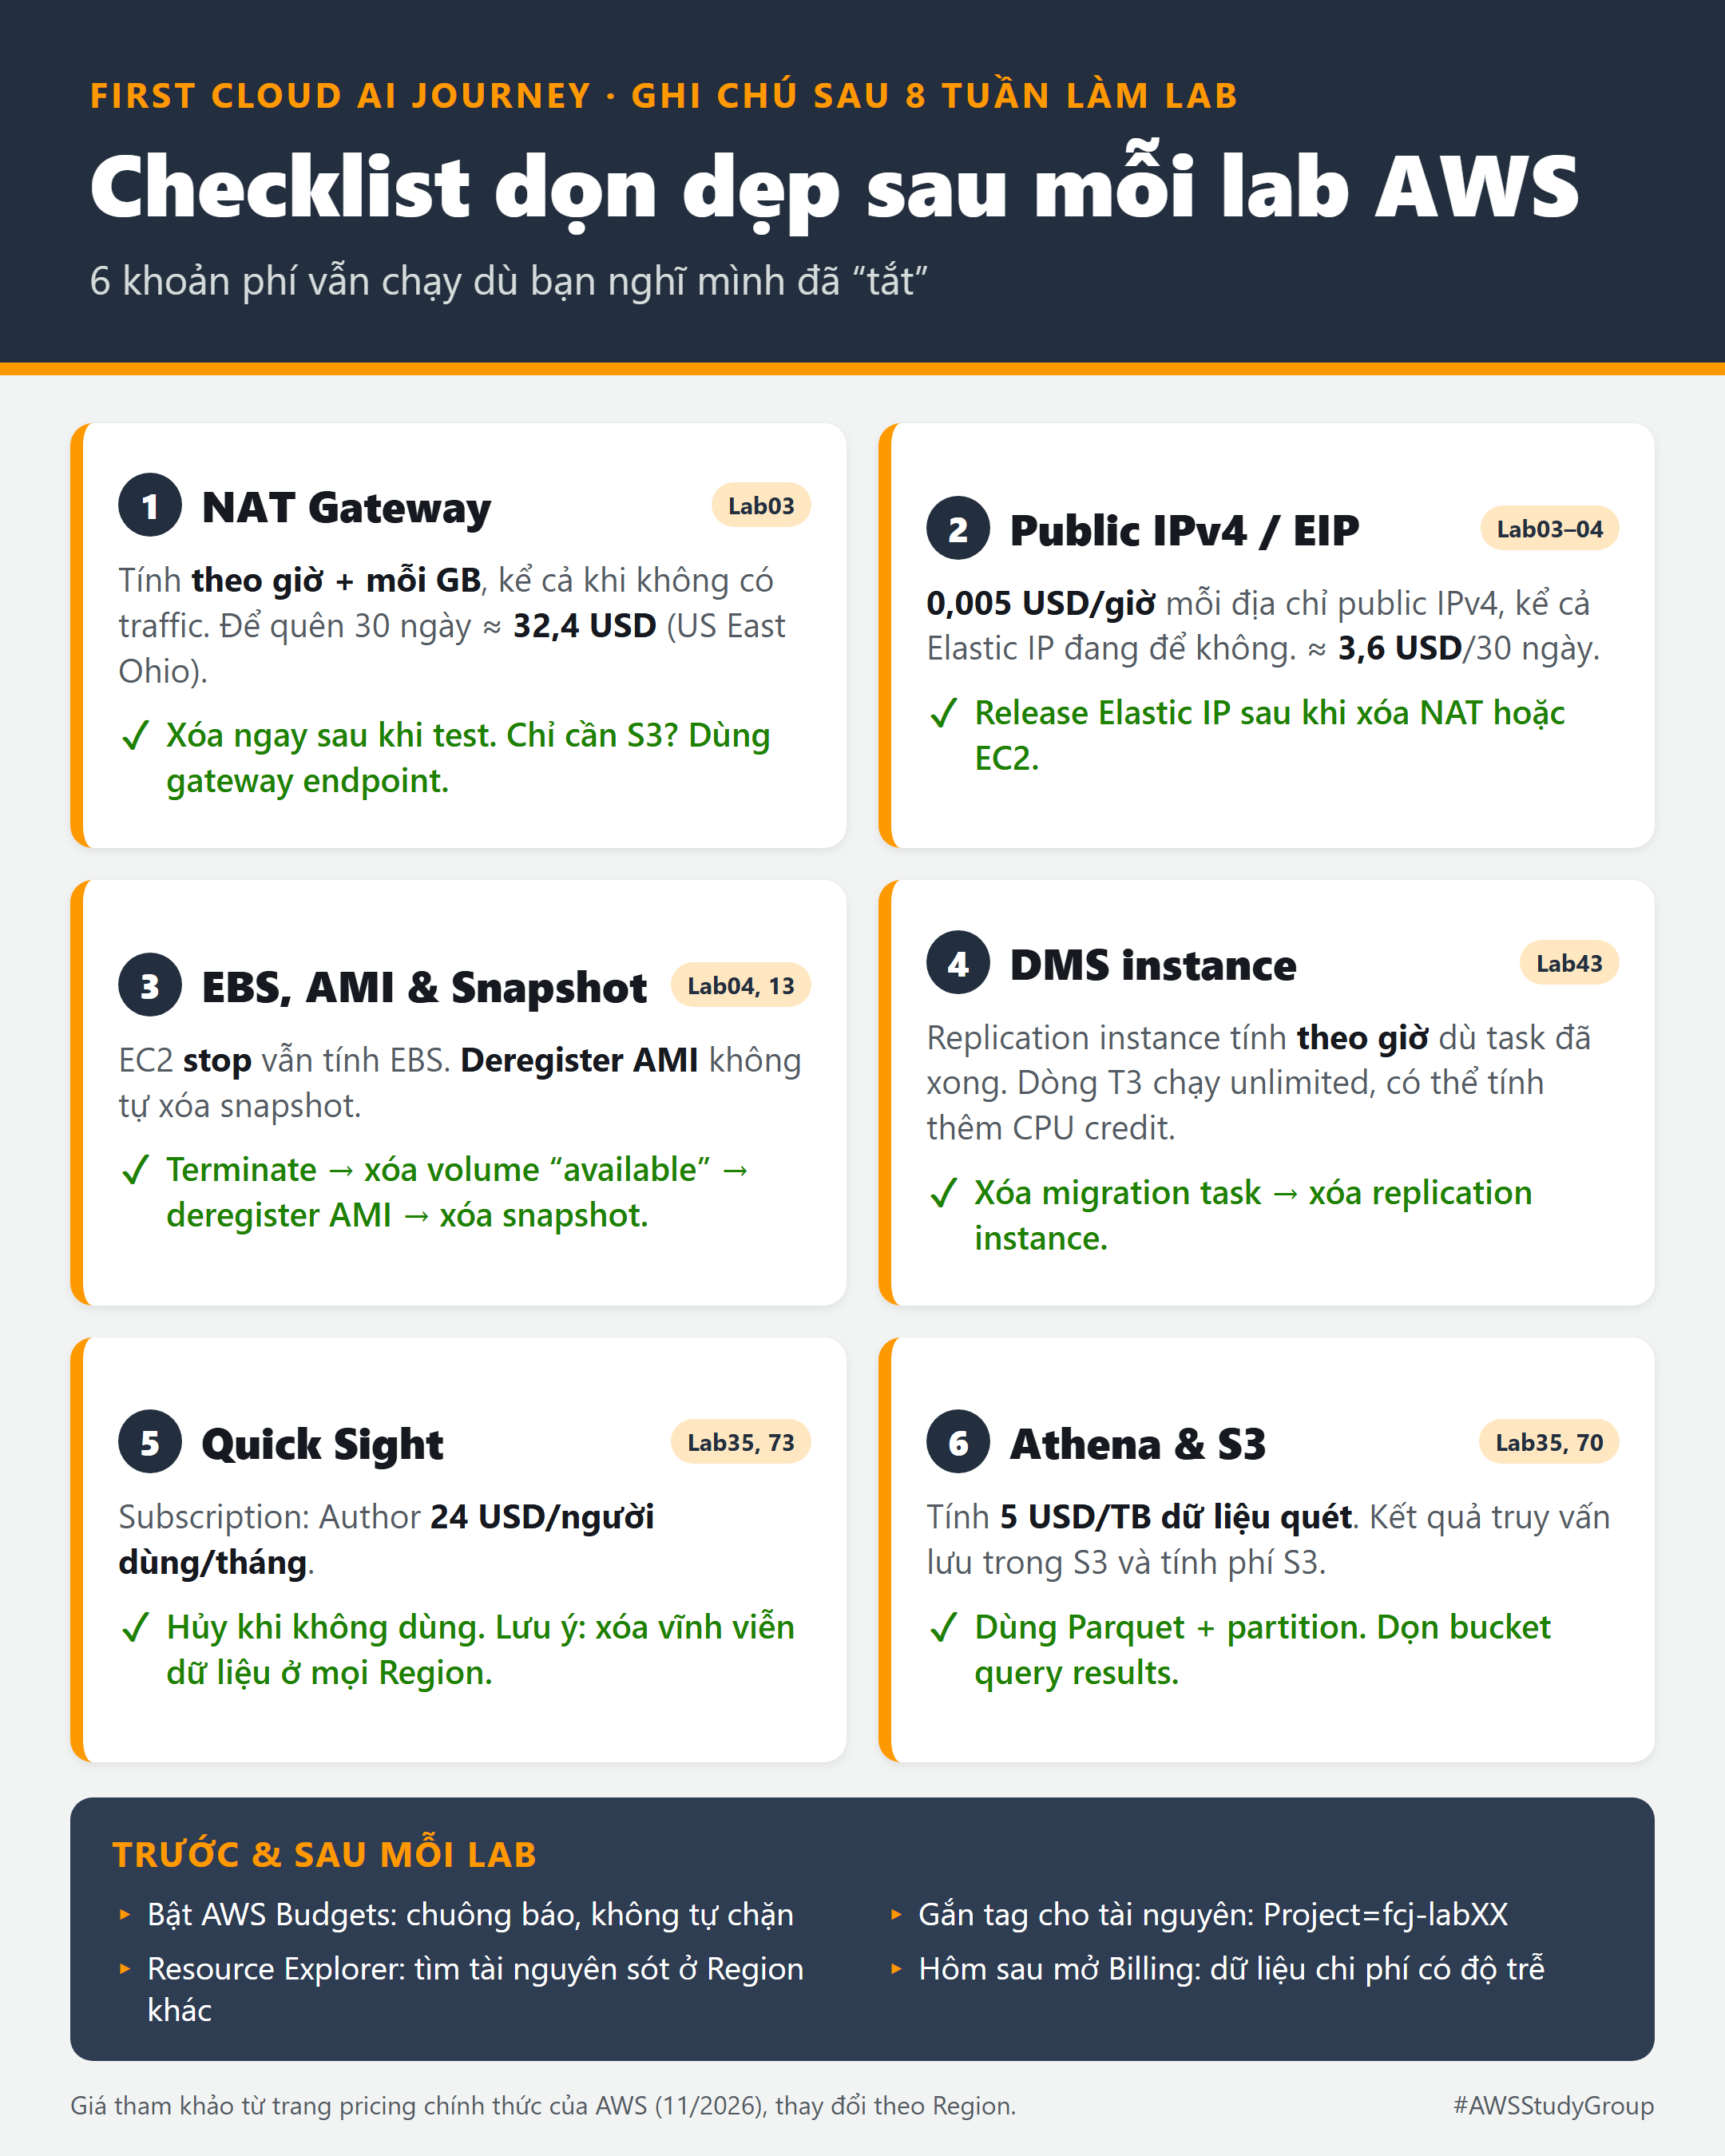 FIRST CLOUD AI JOURNEY · GHI CHÚ SAU 8 TUẦN LÀM LAB
Checklist dọn dẹp sau mỗi lab AWS
6 khoản phí vẫn chạy dù bạn nghĩ mình đã “tắt”
1 NAT Gateway Lab03
Tính theo giờ + mỗi GB, kể cả khi không có
traffic. Để quên 30 ngày ≈ 32,4 USD (US East
Ohio).
✓ Xóa ngay sau khi test. Chỉ cần S3? Dùng
gateway endpoint.
2 Public IPv4 / EIP Lab03–04
0,005 USD/giờ mỗi địa chỉ public IPv4, kể cả
Elastic IP đang để không. ≈ 3,6 USD/30 ngày.
✓ Release Elastic IP sau khi xóa NAT hoặc
EC2.
3 EBS, AMI & Snapshot Lab04, 13
EC2 stop vẫn tính EBS. Deregister AMI không
tự xóa snapshot.
✓ Terminate → xóa volume “available” →
deregister AMI → xóa snapshot.
4 DMS instance Lab43
Replication instance tính theo giờ dù task đã
xong. Dòng T3 chạy unlimited, có thể tính
thêm CPU credit.
✓ Xóa migration task → xóa replication
instance.
5 Quick Sight Lab35, 73
Subscription: Author 24 USD/người
dùng/tháng.
✓ Hủy khi không dùng. Lưu ý: xóa vĩnh viễn
dữ liệu ở mọi Region.
6 Athena & S3 Lab35, 70
Tính 5 USD/TB dữ liệu quét. Kết quả truy vấn
lưu trong S3 và tính phí S3.
✓ Dùng Parquet + partition. Dọn bucket
query results.
TRƯỚC & SAU MỖI LAB
▸ Bật AWS Budgets: chuông báo, không tự chặn
▸ Gắn tag cho tài nguyên: Project=fcj-labXX
▸ Resource Explorer: tìm tài nguyên sót ở Region
khác
▸ Hôm sau mở Billing: dữ liệu chi phí có độ trễ
Giá tham khảo từ trang pricing chính thức của AWS (11/2026), thay đổi theo Region.
#AWSStudyGroup